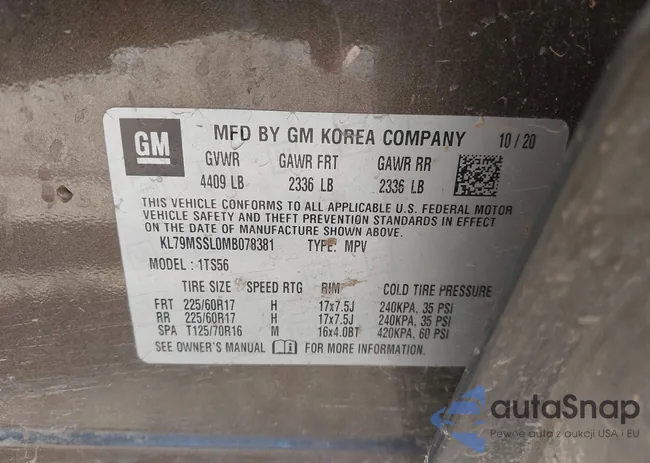 GM MFD BY GM KOREA COMPANY 10/20
GVWR GAWR FRT GAWR RR
4409 LB 2336 LB 2336 LB
THIS VEHICLE CONFORMS TO ALL APPLICABLE U.S. FEDERAL MOTOR
VEHICLE SAFETY AND THEFT PREVENTION STANDARDS IN EFFECT
ON THE DATE OF MANUFACTURE SHOWN ABOVE.
KL79MSSL0MB078381 TYPE: MPV
MODEL: 1TS56
TIRE SIZE SPEED RTG RIM COLD TIRE PRESSURE
FRT 225/60R17 H 17x7.5J 240KPA, 35 PSI
RR 225/60R17 H 17x7.5J 240KPA, 35 PSI
SPA T125/70R16 M 16x4.0BT 420KPA, 60 PSI
SEE OWNER'S MANUAL FOR MORE INFORMATION.
autaSnap
Pewne auto z aukcji USA i EU